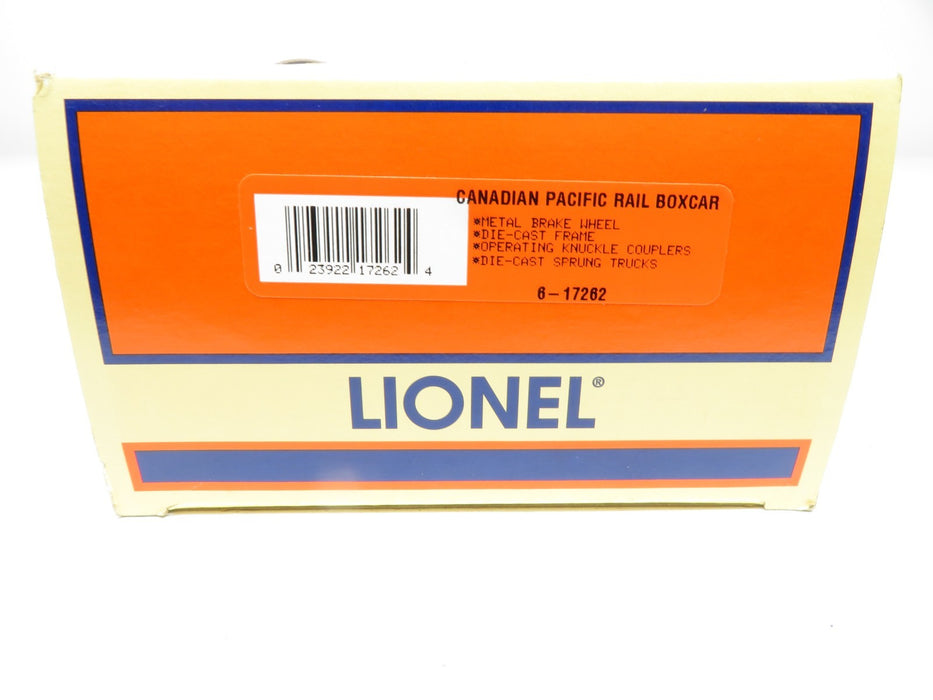 CANADIAN PACIFIC RAIL BOXCAR
*METAL BRAKE WHEEL
*DIE-CAST FRAME
*OPERATING KNUCKLE COUPLERS
*DIE-CAST SPRUNG TRUCKS
0 23922 17262 4
6-17262
LIONEL®